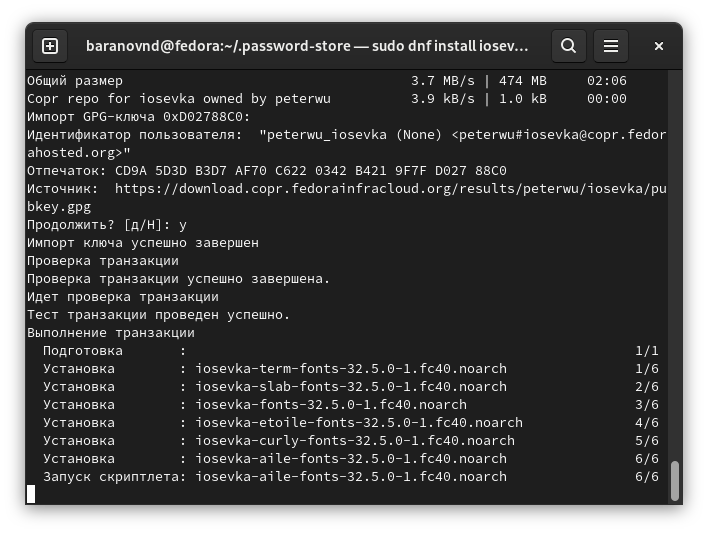 baranovnd@fedora:~/.password-store — sudo dnf install iosev…
Общий размер 3.7 MB/s | 474 MB 02:06
Copr repo for iosevka owned by peterwu 3.9 kB/s | 1.0 kB 00:00
Импорт GPG-ключа 0xD02788C0:
Идентификатор пользователя: "peterwu_iosevka (None) <peterwu#iosevka@copr.fedor
ahosted.org>"
Отпечаток: CD9A 5D3D B3D7 AF70 C622 0342 B421 9F7F D027 88C0
Источник: https://download.copr.fedorainfracloud.org/results/peterwu/iosevka/pu
bkey.gpg
Продолжить? [д/Н]: y
Импорт ключа успешно завершен
Проверка транзакции
Проверка транзакции успешно завершена.
Идет проверка транзакции
Тест транзакции проведен успешно.
Выполнение транзакции
Подготовка : 1/1
Установка : iosevka-term-fonts-32.5.0-1.fc40.noarch 1/6
Установка : iosevka-slab-fonts-32.5.0-1.fc40.noarch 2/6
Установка : iosevka-fonts-32.5.0-1.fc40.noarch 3/6
Установка : iosevka-etoile-fonts-32.5.0-1.fc40.noarch 4/6
Установка : iosevka-curly-fonts-32.5.0-1.fc40.noarch 5/6
Установка : iosevka-aile-fonts-32.5.0-1.fc40.noarch 6/6
Запуск скриптлета: iosevka-aile-fonts-32.5.0-1.fc40.noarch 6/6